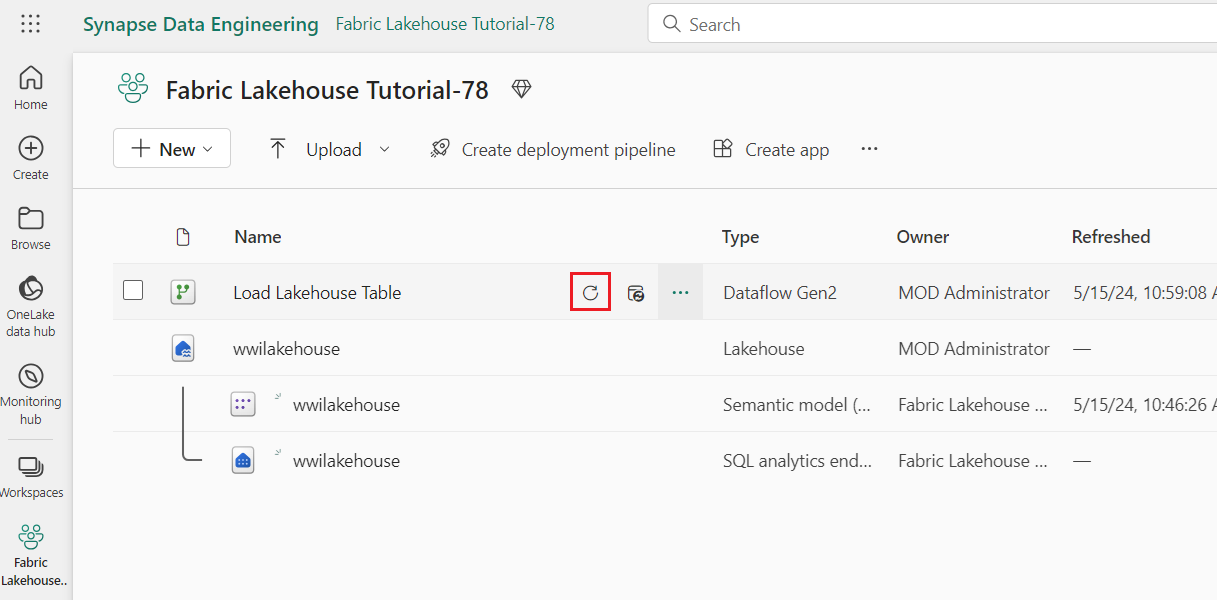 Synapse Data Engineering Fabric Lakehouse Tutorial-78 Search
Home
Create
Browse
OneLake
data hub
Monitoring
hub
Workspaces
Fabric
Lakehouse..
Fabric Lakehouse Tutorial-78
New Upload Create deployment pipeline Create app ...
Name Type Owner Refreshed
Load Lakehouse Table ... Dataflow Gen2 MOD Administrator 5/15/24, 10:59:08 A
wwilakehouse Lakehouse MOD Administrator —
wwilakehouse Semantic model (... Fabric Lakehouse ... 5/15/24, 10:46:26 A
wwilakehouse SQL analytics end... Fabric Lakehouse ... —